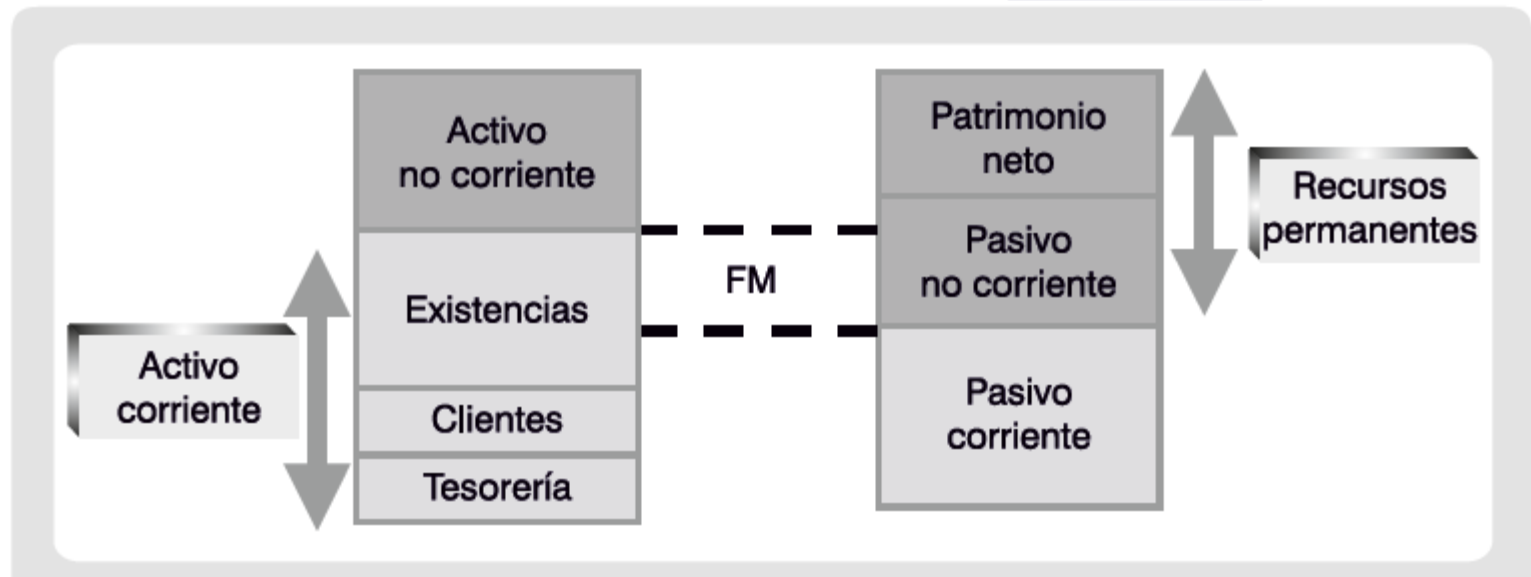 Activo
no corriente
Existencias
Clientes
Tesorería
Activo
corriente
FM
Patrimonio
neto
Pasivo
no corriente
Pasivo
corriente
Recursos
permanentes